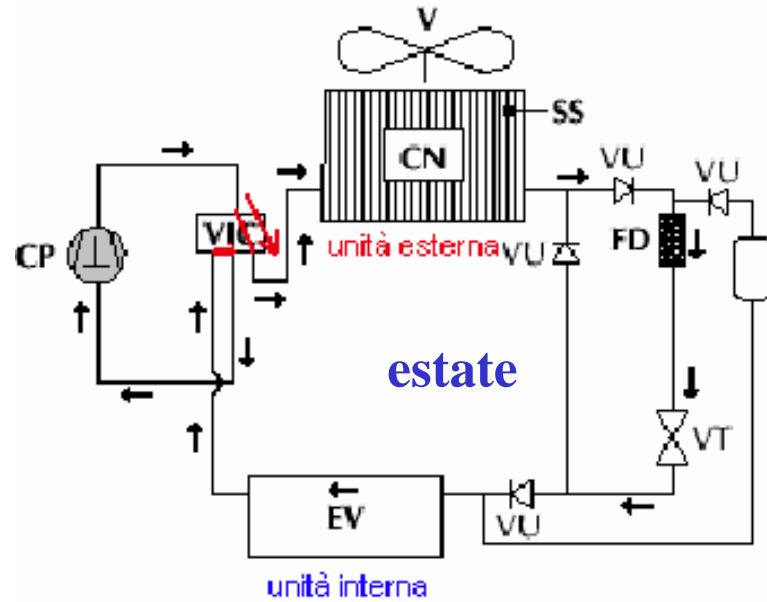 V
SS
CN
VU
VU
VIC
CP
unità esterna
VU
FD
estate
VT
EV
VU
unità interna